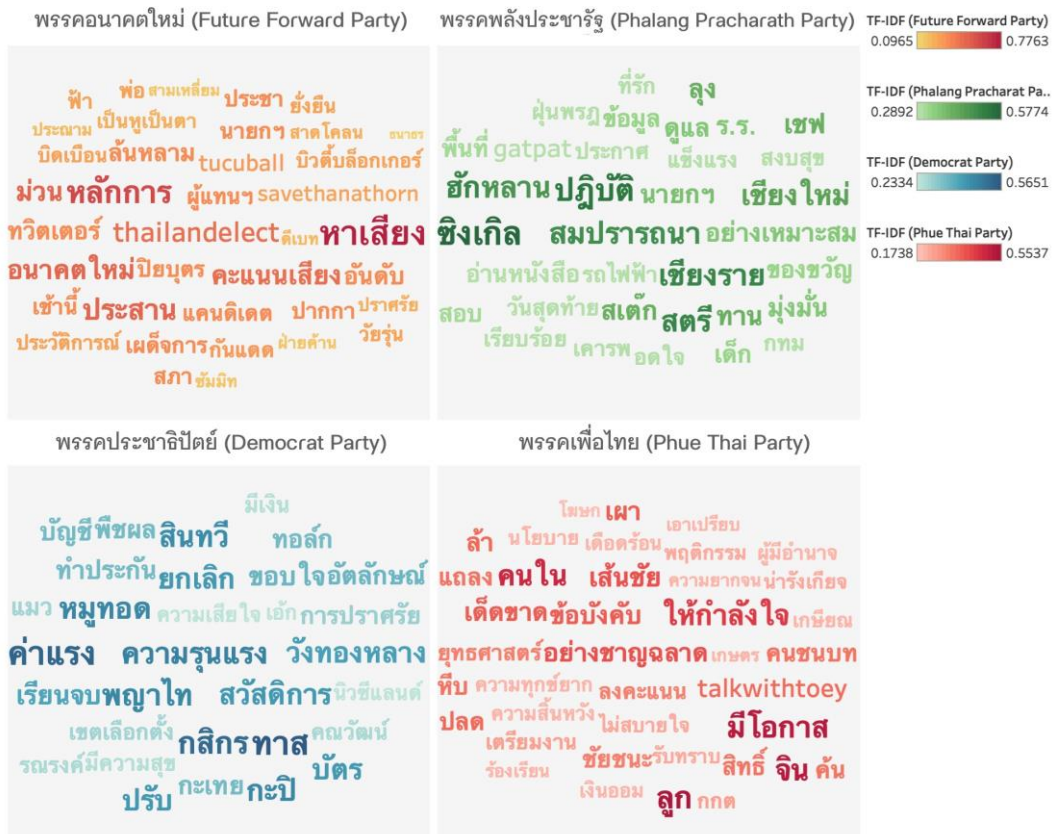 พรรคอนาคตใหม่ (Future Forward Party)
พ่อ สามเหลี่ยม
ฟ้า ประชา ยั่งยืน
ประณาม เป็นหูเป็นตา นายกฯ สาดโคลน ธนาธร
บิดเบือน ล้นหลาม tucuball บิวตี้บล็อกเกอร์
ม่วน หลักการ ผู้แทนฯ savethanathorn
ทวิตเตอร์ thailandelect ดีเบท หาเสียง
อนาคตใหม่ ปิยบุตร คะแนนเสียง อันดับ
เช้านี้ ประสาน แคนดิเดต ปากกา ปราศรัย
ประวัติการณ์ เผด็จการ กันแดด ฝ่ายค้าน วัยรุ่น
สภา ซัมมิท
พรรคพลังประชารัฐ (Phalang Pracharath Party)
ที่รัก ลุง
ฝุ่นพรฎ ข้อมูล ดูแล ร.ร. เชฟ
พื้นที่ gatpat ประกาศ แข็งแรง สงบสุข
ฮักหลาน ปฎิบัติ นายกฯ เชียงใหม่
ซิงเกิล สมปรารถนา อย่างเหมาะสม
อ่านหนังสือ รถไฟฟ้า เชียงราย ของขวัญ
สอบ วันสุดท้าย สเต๊ก สตรี ทาน มุ่งมั่น
เรียบร้อย เคารพ อดใจ เด็ก กทม
TF-IDF (Future Forward Party)
0.0965 0.7763
TF-IDF (Phalang Pracharat Pa..
0.2892 0.5774
TF-IDF (Democrat Party)
0.2334 0.5651
TF-IDF (Phue Thai Party)
0.1738 0.5537
พรรคประชาธิปัตย์ (Democrat Party)
มีเงิน
บัญชี พืชผล สินทวี ทอล์ก
ทำประกัน ยกเลิก ขอบใจ อัตลักษณ์
แมว หมูทอด ความเสียใจ เอ้ก การปราศรัย
ค่าแรง ความรุนแรง วังทองหลาง
เรียนจบ พญาไท สวัสดิการ นิวซีแลนด์
เขตเลือกตั้ง กสิกร ทาส คณวัฒน์
รณรงค์ มีความสุข กะเทย กะปิ บัตร
ปรับ
พรรคเพื่อไทย (Phue Thai Party)
โฆษก เผา เอาเปรียบ
ล้า นโยบาย เดือดร้อน พฤติกรรม ผู้มีอำนาจ
แถลง คนใน เส้นชัย ความยากจน น่ารังเกียจ
เด็ดขาด ข้อบังคับ ให้กำลังใจ เกษียณ
ยุทธศาสตร์ อย่างชาญฉลาด เกษตร คนชนบท
หีบ ความทุกข์ยาก ลงคะแนน talkwithtoey
ปลด ความสิ้นหวัง ไม่สบายใจ มีโอกาส
เตรียมงาน ชัยชนะ รับทราบ สิทธิ์ จิน ค้น
ร้องเรียน เงินออม ลูก กกต